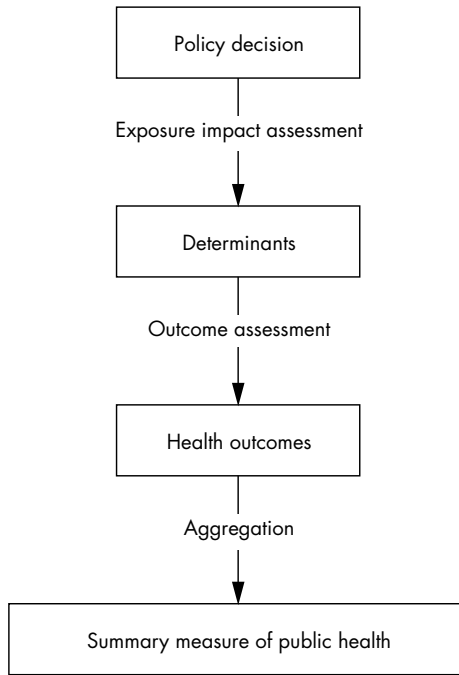 Policy decision
Exposure impact assessment
Determinants
Outcome assessment
Health outcomes
Aggregation
Summary measure of public health